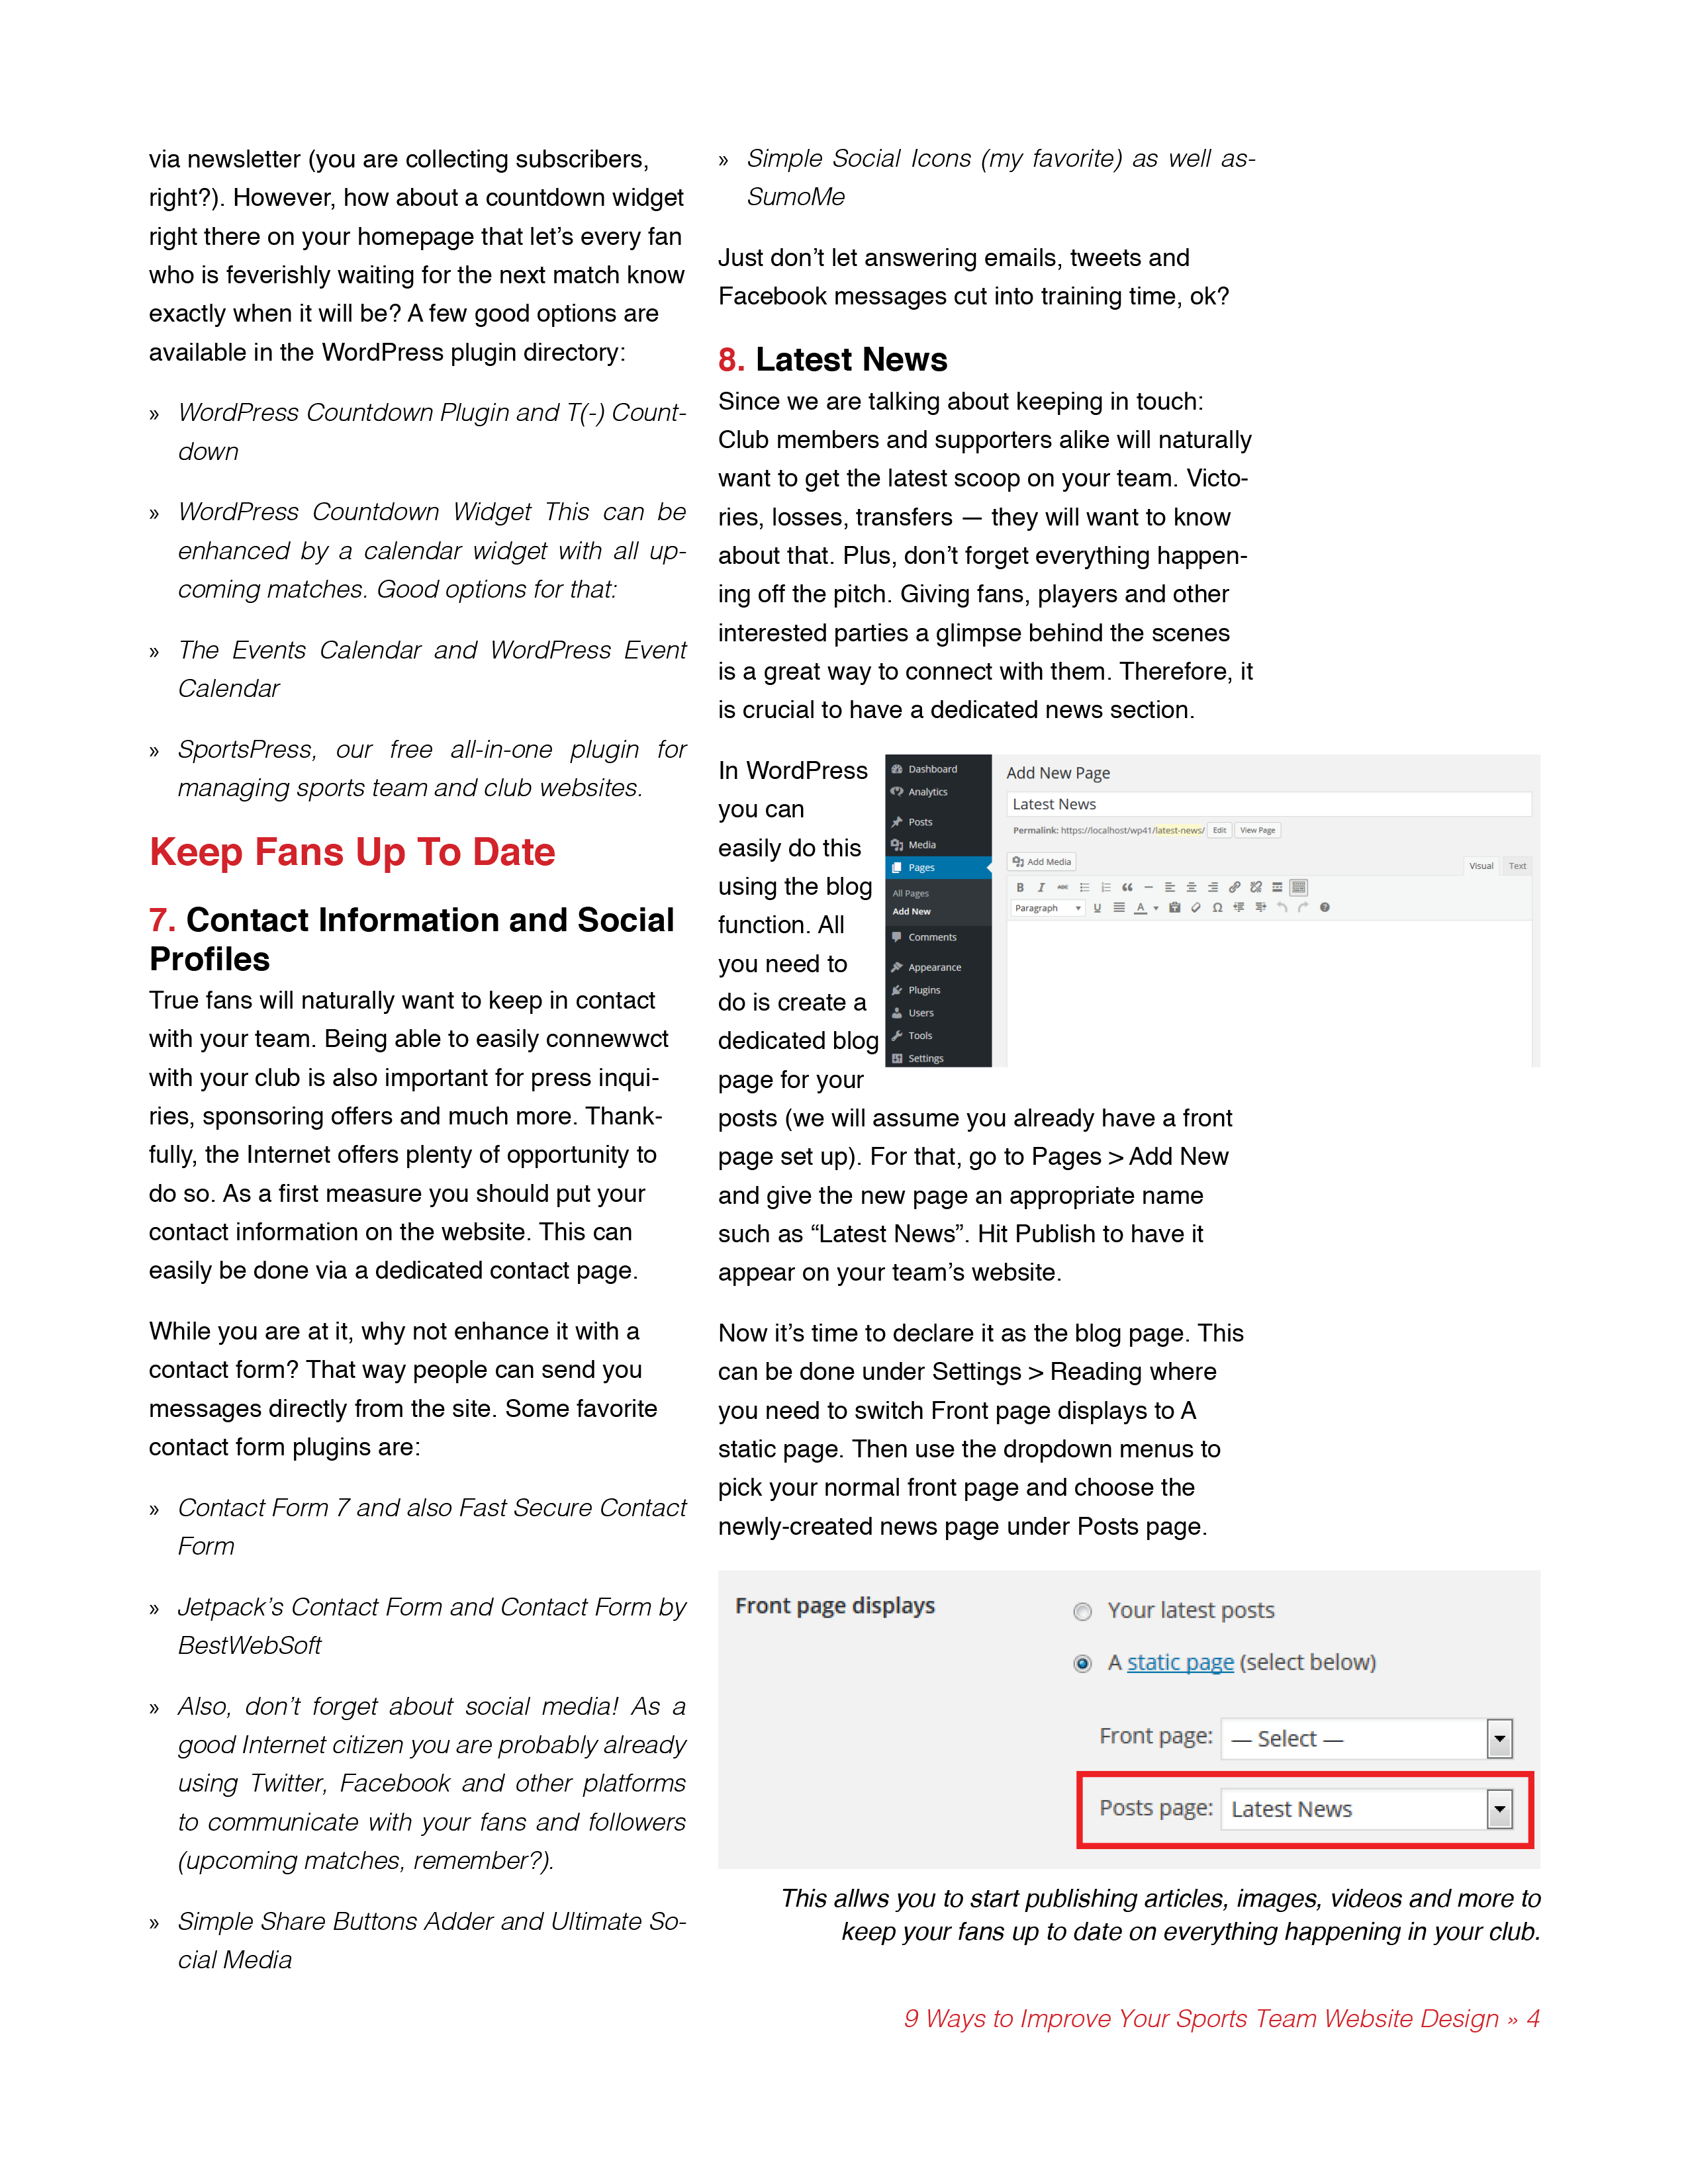 via newsletter (you are collecting subscribers,
right?). However, how about a countdown widget
right there on your homepage that let’s every fan
who is feverishly waiting for the next match know
exactly when it will be? A few good options are
available in the WordPress plugin directory:
» WordPress Countdown Plugin and T(-) Count-
down
» WordPress Countdown Widget This can be
enhanced by a calendar widget with all up-
coming matches. Good options for that:
» The Events Calendar and WordPress Event
Calendar
» SportsPress, our free all-in-one plugin for
managing sports team and club websites.
Keep Fans Up To Date
7. Contact Information and Social
Profiles
True fans will naturally want to keep in contact
with your team. Being able to easily connewwct
with your club is also important for press inqui-
ries, sponsoring offers and much more. Thank-
fully, the Internet offers plenty of opportunity to
do so. As a first measure you should put your
contact information on the website. This can
easily be done via a dedicated contact page.
While you are at it, why not enhance it with a
contact form? That way people can send you
messages directly from the site. Some favorite
contact form plugins are:
» Contact Form 7 and also Fast Secure Contact
Form
» Jetpack’s Contact Form and Contact Form by
BestWebSoft
» Also, don’t forget about social media! As a
good Internet citizen you are probably already
using Twitter, Facebook and other platforms
to communicate with your fans and followers
(upcoming matches, remember?).
» Simple Share Buttons Adder and Ultimate So-
cial Media
» Simple Social Icons (my favorite) as well as-
SumoMe
Just don’t let answering emails, tweets and
Facebook messages cut into training time, ok?
8. Latest News
Since we are talking about keeping in touch:
Club members and supporters alike will naturally
want to get the latest scoop on your team. Victo-
ries, losses, transfers — they will want to know
about that. Plus, don’t forget everything happen-
ing off the pitch. Giving fans, players and other
interested parties a glimpse behind the scenes
is a great way to connect with them. Therefore, it
is crucial to have a dedicated news section.
In WordPress
you can
easily do this
using the blog
function. All
you need to
do is create a
dedicated blog
page for your
posts (we will assume you already have a front
page set up). For that, go to Pages > Add New
and give the new page an appropriate name
such as “Latest News”. Hit Publish to have it
appear on your team’s website.
Dashboard
Analytics
Posts
Media
Pages
All Pages
Add New
Comments
Appearance
Plugins
Users
Tools
Settings
Add New Page
Latest News
Permalink: https://localhost/wp41/latest-news/ Edit View Page
Add Media
Visual Text
B I ABC
Paragraph U A
Now it’s time to declare it as the blog page. This
can be done under Settings > Reading where
you need to switch Front page displays to A
static page. Then use the dropdown menus to
pick your normal front page and choose the
newly-created news page under Posts page.
Front page displays
Your latest posts
A static page (select below)
Front page: — Select —
Posts page: Latest News
This allws you to start publishing articles, images, videos and more to
keep your fans up to date on everything happening in your club.
9 Ways to Improve Your Sports Team Website Design » 4